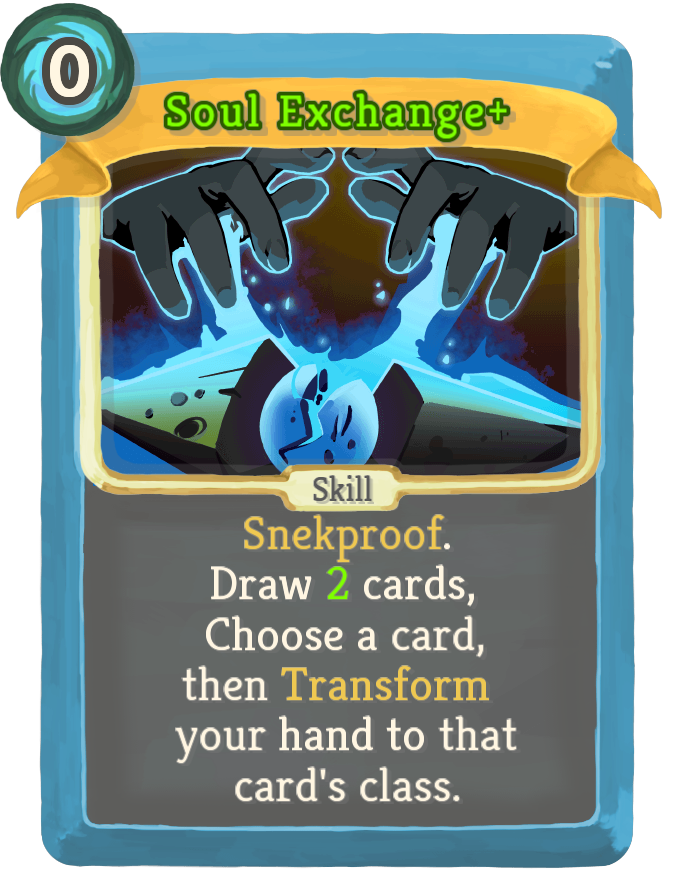 0
Soul Exchange+
Skill
Snekproof.
Draw 2 cards,
Choose a card,
then Transform
your hand to that
card's class.